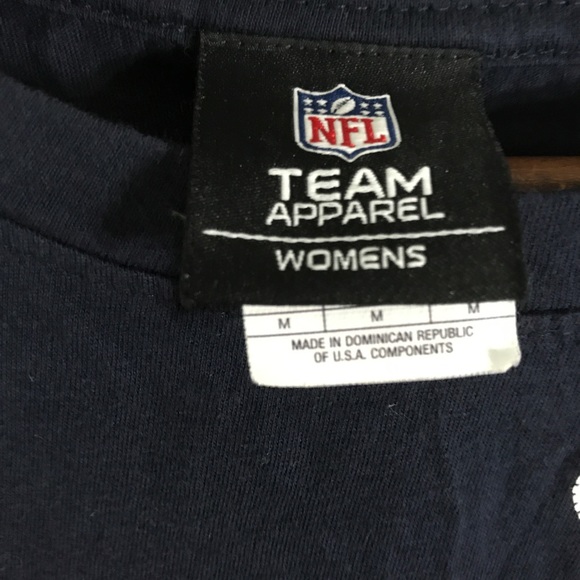 NFL
TEAM
APPAREL
WOMENS
M M M
MADE IN DOMINICAN REPUBLIC
OF U.S.A. COMPONENTS